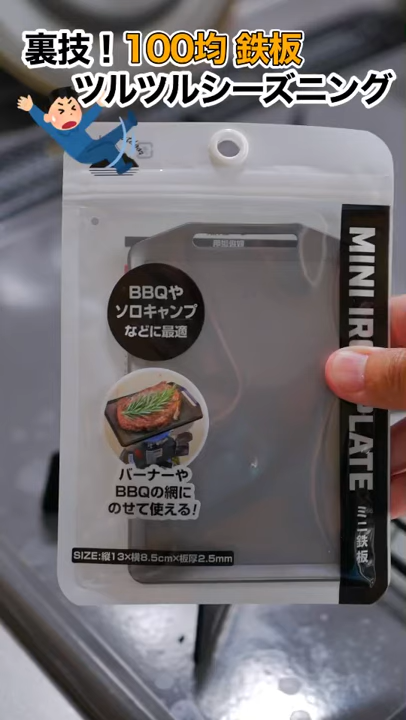 裏技！100均 鉄板
ツルツルシーズニング
BBQや
ソロキャンプ
などに最適
バーナーや
BBQの網に
のせて使える!
SIZE:縦13×横8.5cm×板厚2.5mm
ミニ鉄板